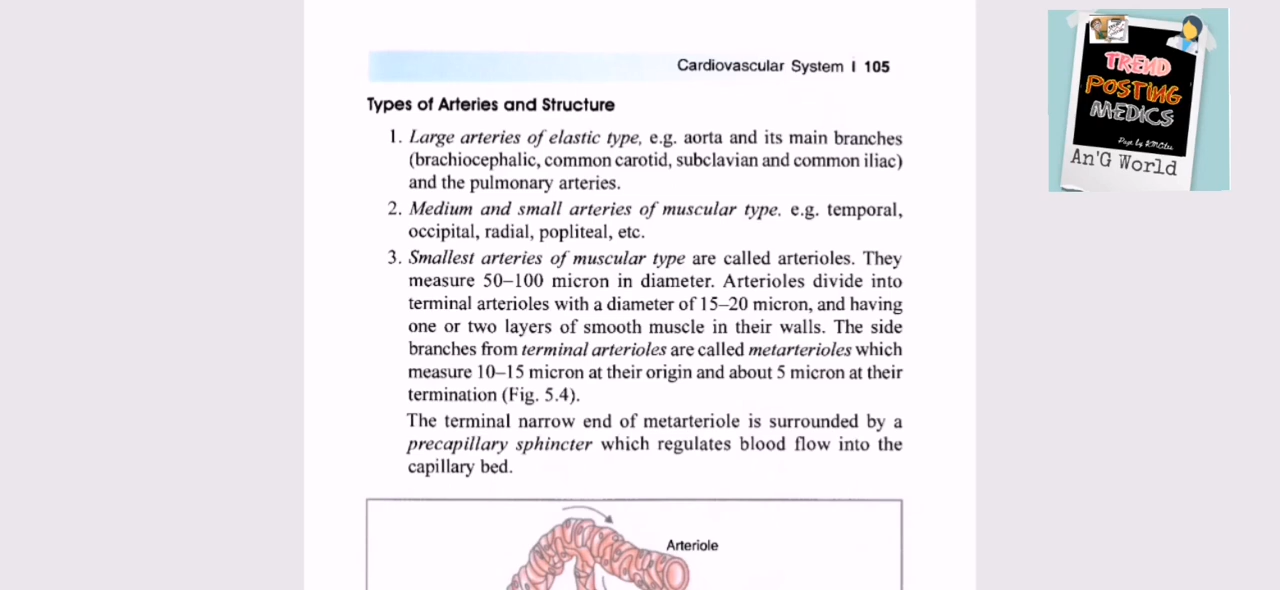 Cardiovascular System I 105
Types of Arteries and Structure
1. Large arteries of elastic type, e.g. aorta and its main branches
(brachiocephalic, common carotid, subclavian and common iliac)
and the pulmonary arteries.
2. Medium and small arteries of muscular type. e.g. temporal,
occipital, radial, popliteal, etc.
3. Smallest arteries of muscular type are called arterioles. They
measure 50–100 micron in diameter. Arterioles divide into
terminal arterioles with a diameter of 15–20 micron, and having
one or two layers of smooth muscle in their walls. The side
branches from terminal arterioles are called metarterioles which
measure 10–15 micron at their origin and about 5 micron at their
termination (Fig. 5.4).
The terminal narrow end of metarteriole is surrounded by a
precapillary sphincter which regulates blood flow into the
capillary bed.
Arteriole
TREND
POSTING
MEDICS
Page by
An'G World